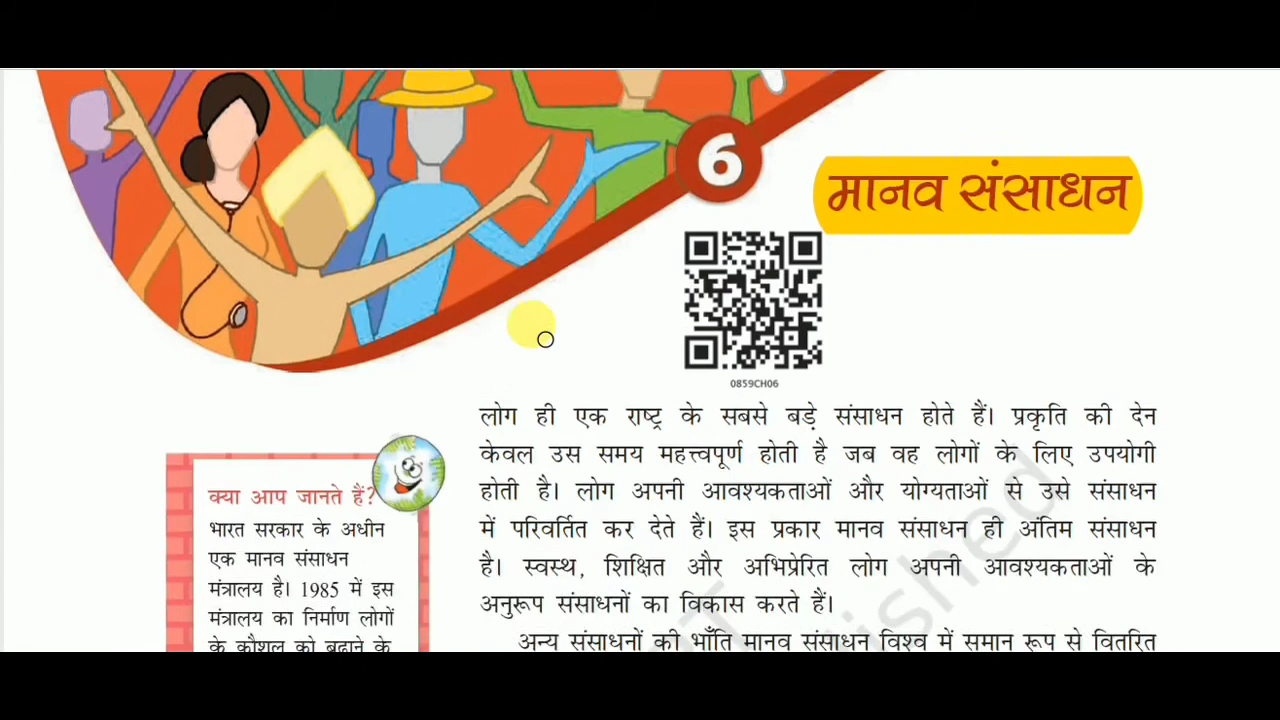 6
मानव संसाधन
0859CH06
लोग ही एक राष्ट्र के सबसे बड़े संसाधन होते हैं। प्रकृति की देन
केवल उस समय महत्त्वपूर्ण होती है जब वह लोगों के लिए उपयोगी
होती है। लोग अपनी आवश्यकताओं और योग्यताओं से उसे संसाधन
में परिवर्तित कर देते हैं। इस प्रकार मानव संसाधन ही अंतिम संसाधन
है। स्वस्थ, शिक्षित और अभिप्रेरित लोग अपनी आवश्यकताओं के
अनुरूप संसाधनों का विकास करते हैं।
अन्य संसाधनों की भाँति मानव संसाधन विश्व में समान रूप से वितरित
क्या आप जानते हैं?
भारत सरकार के अधीन
एक मानव संसाधन
मंत्रालय है। 1985 में इस
मंत्रालय का निर्माण लोगों
के कौशल को बढ़ाने के